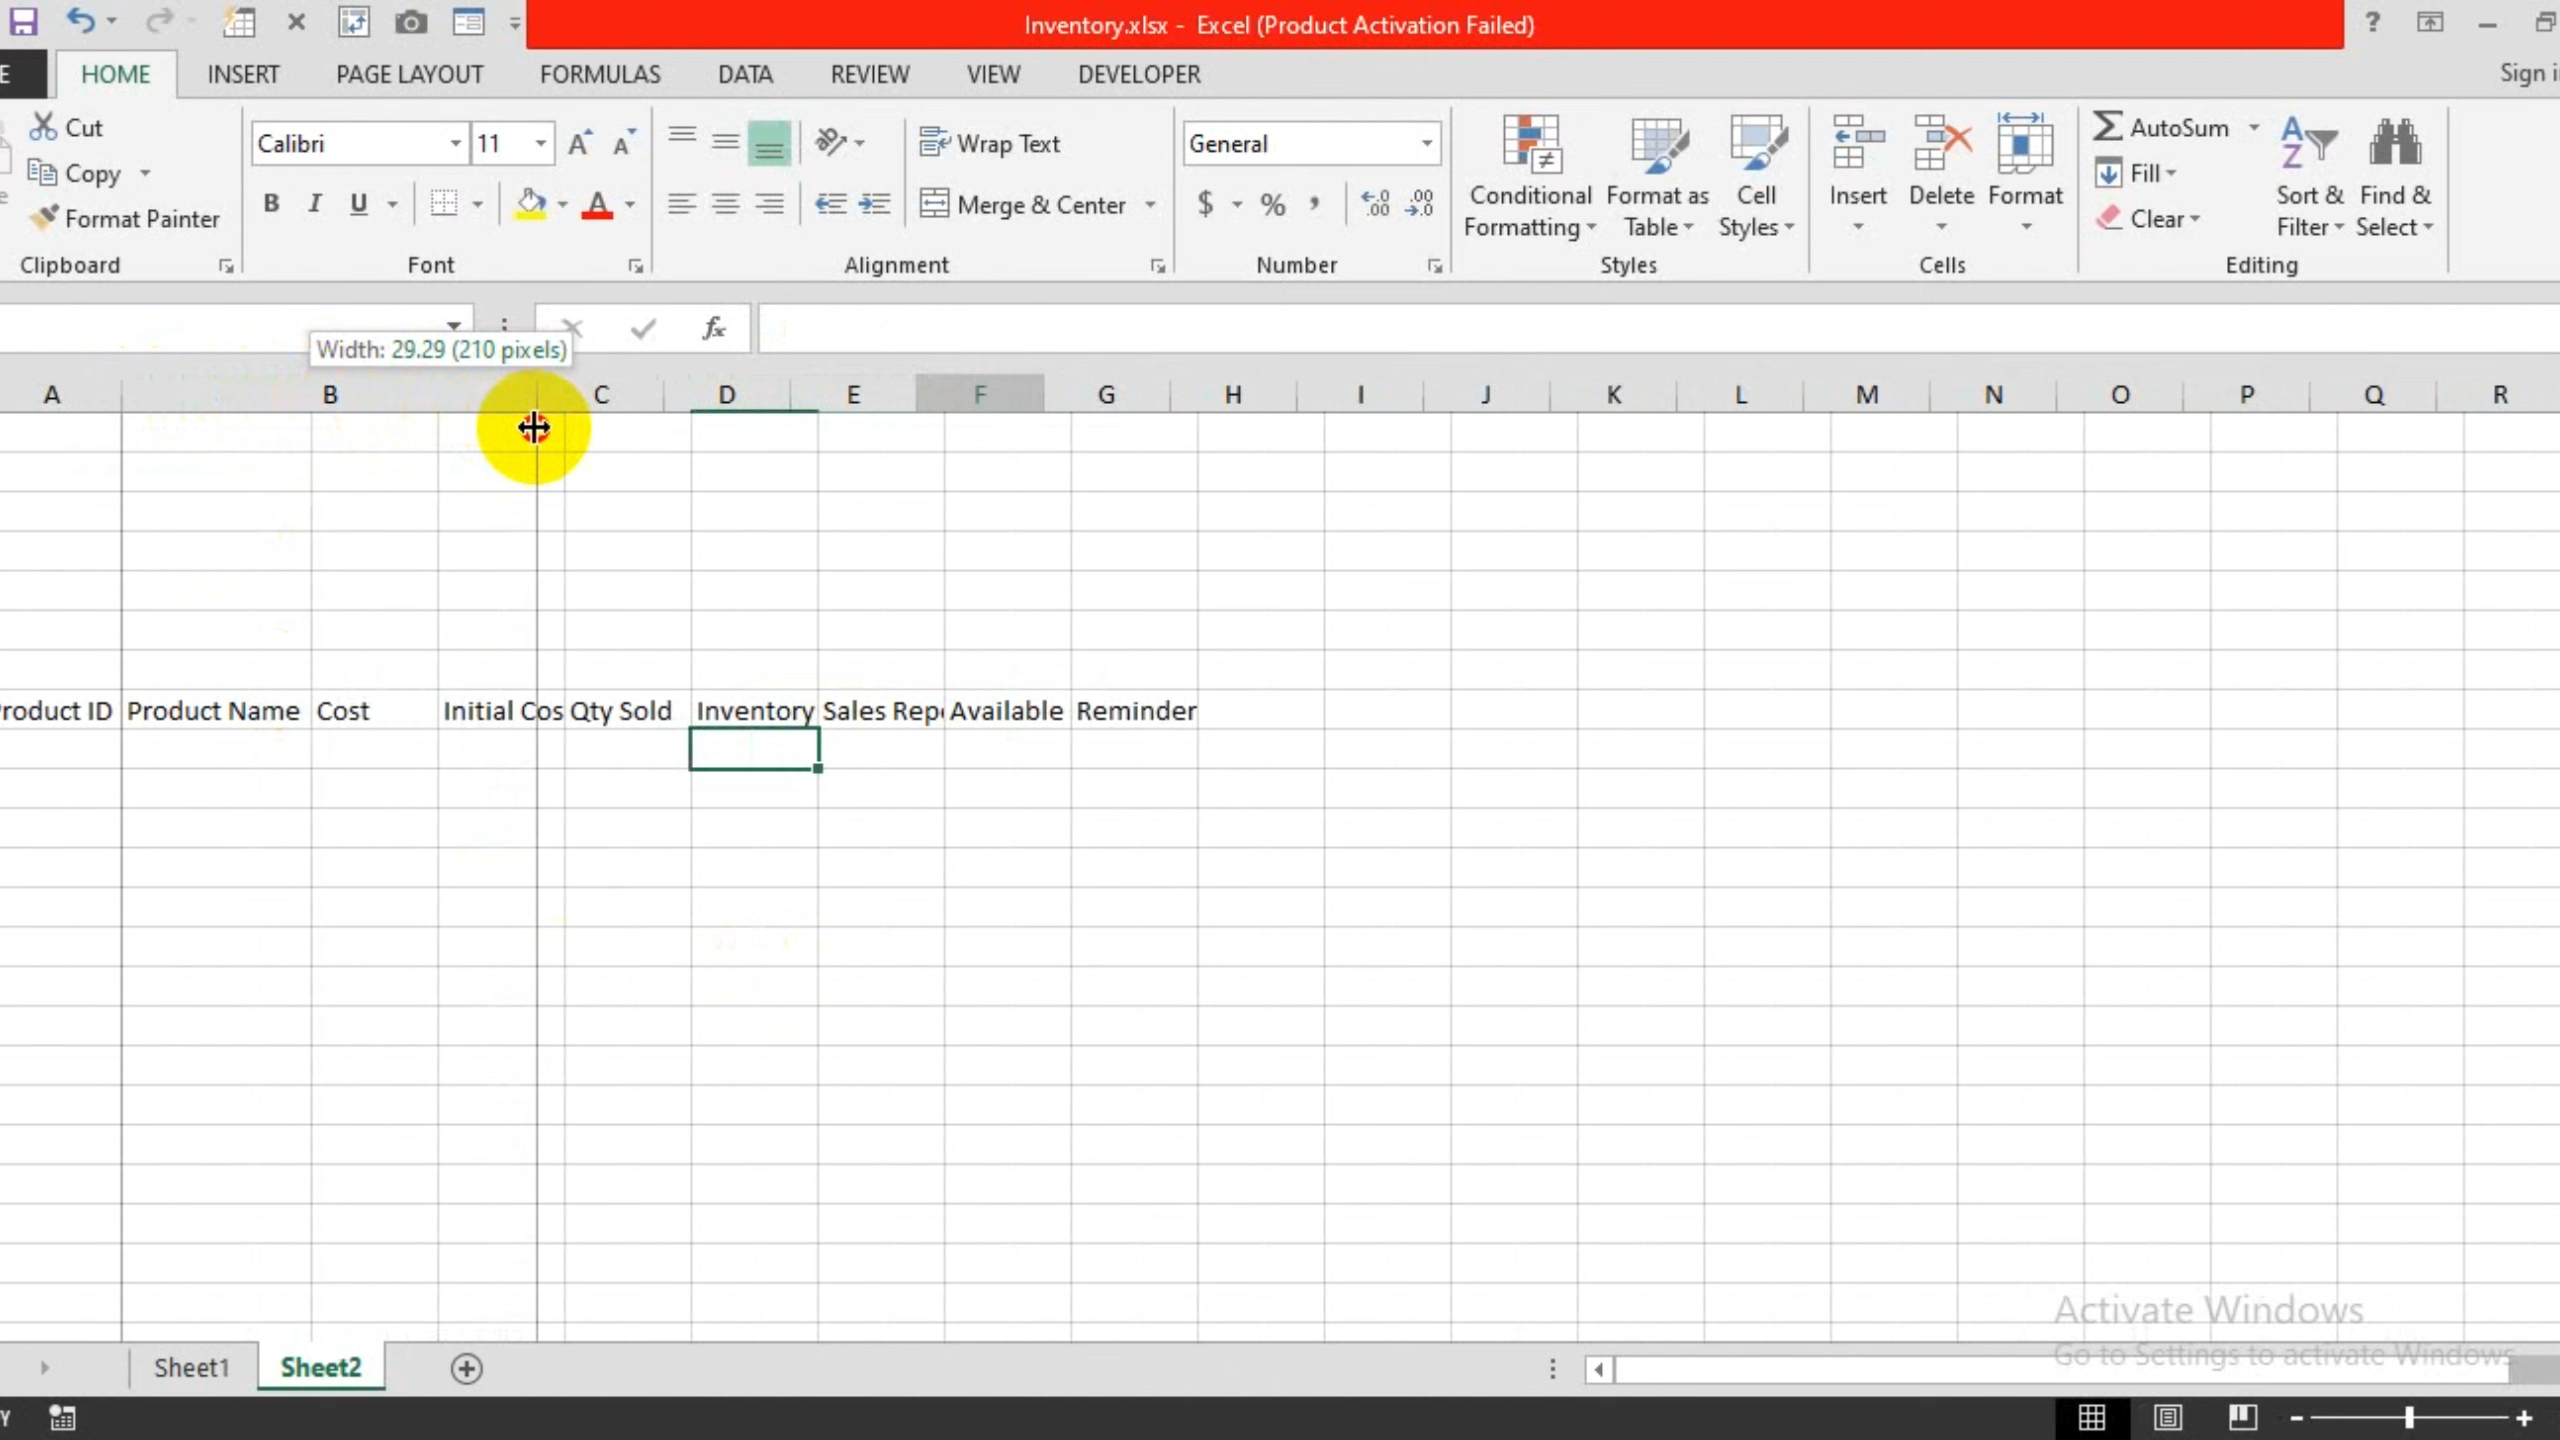 Inventory.xlsx - Excel (Product Activation Failed)
?
E HOME INSERT PAGE LAYOUT FORMULAS DATA REVIEW VIEW DEVELOPER Sign i
Cut
Copy
Format Painter
Clipboard
Calibri 11
B I U
Font
Wrap Text
Merge & Center
Alignment
General
$ % ,
Number
Conditional Formatting
Format as Table
Cell Styles
Styles
Insert Delete Format
Cells
AutoSum
Fill
Clear
Sort & Filter
Find & Select
Editing
fx
Width: 29.29 (210 pixels)
A B C D E F G H I J K L M N O P Q R
roduct ID Product Name Cost Initial Cos Qty Sold Inventory Sales Rep Available Reminder
Activate Windows
Go to Settings to activate Windows.
Sheet1 Sheet2
Y